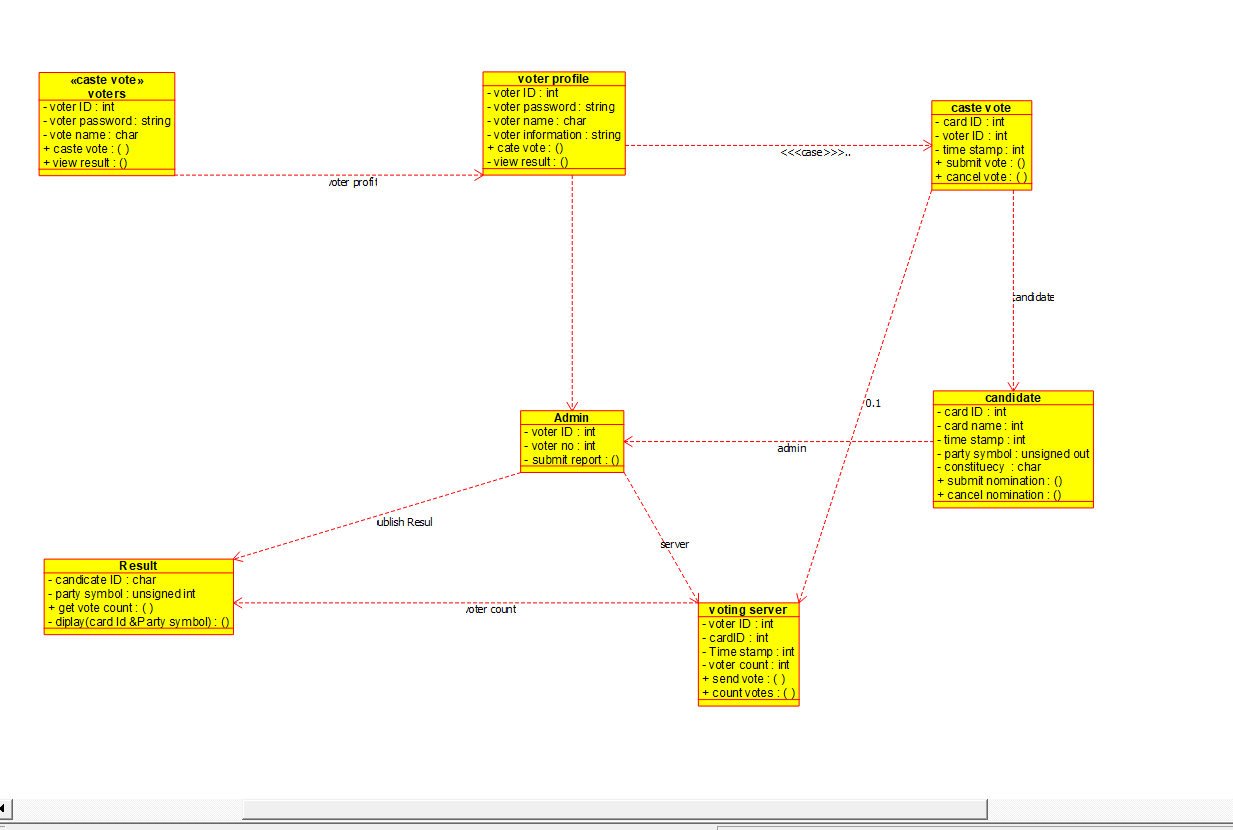 «caste vote»
voters
- voter ID : int
- voter password : string
- vote name : char
+ caste vote : ( )
+ view result : ()
voter profit
voter profile
- voter ID : int
- voter password : string
- voter name : char
- voter information : string
+ cate vote : ()
- view result : ()
<<<case>>>..
caste vote
- card ID : int
- voter ID : int
- time stamp : int
+ submit vote : ()
+ cancel vote : ( )
candidate
0.1
candidate
- card ID : int
- card name : int
- time stamp : int
- party symbol : unsigned out
- constituecy : char
+ submit nomination : ()
+ cancel nomination : ()
admin
Admin
- voter ID : int
- voter no : int
- submit report : ()
ublish Resul
server
Result
- candicate ID : char
- party symbol : unsigned int
+ get vote count : ( )
- diplay(card Id &Party symbol) : ()
voter count
voting server
- voter ID : int
- cardID : int
- Time stamp : int
- voter count : int
+ send vote : ( )
+ count votes : ( )